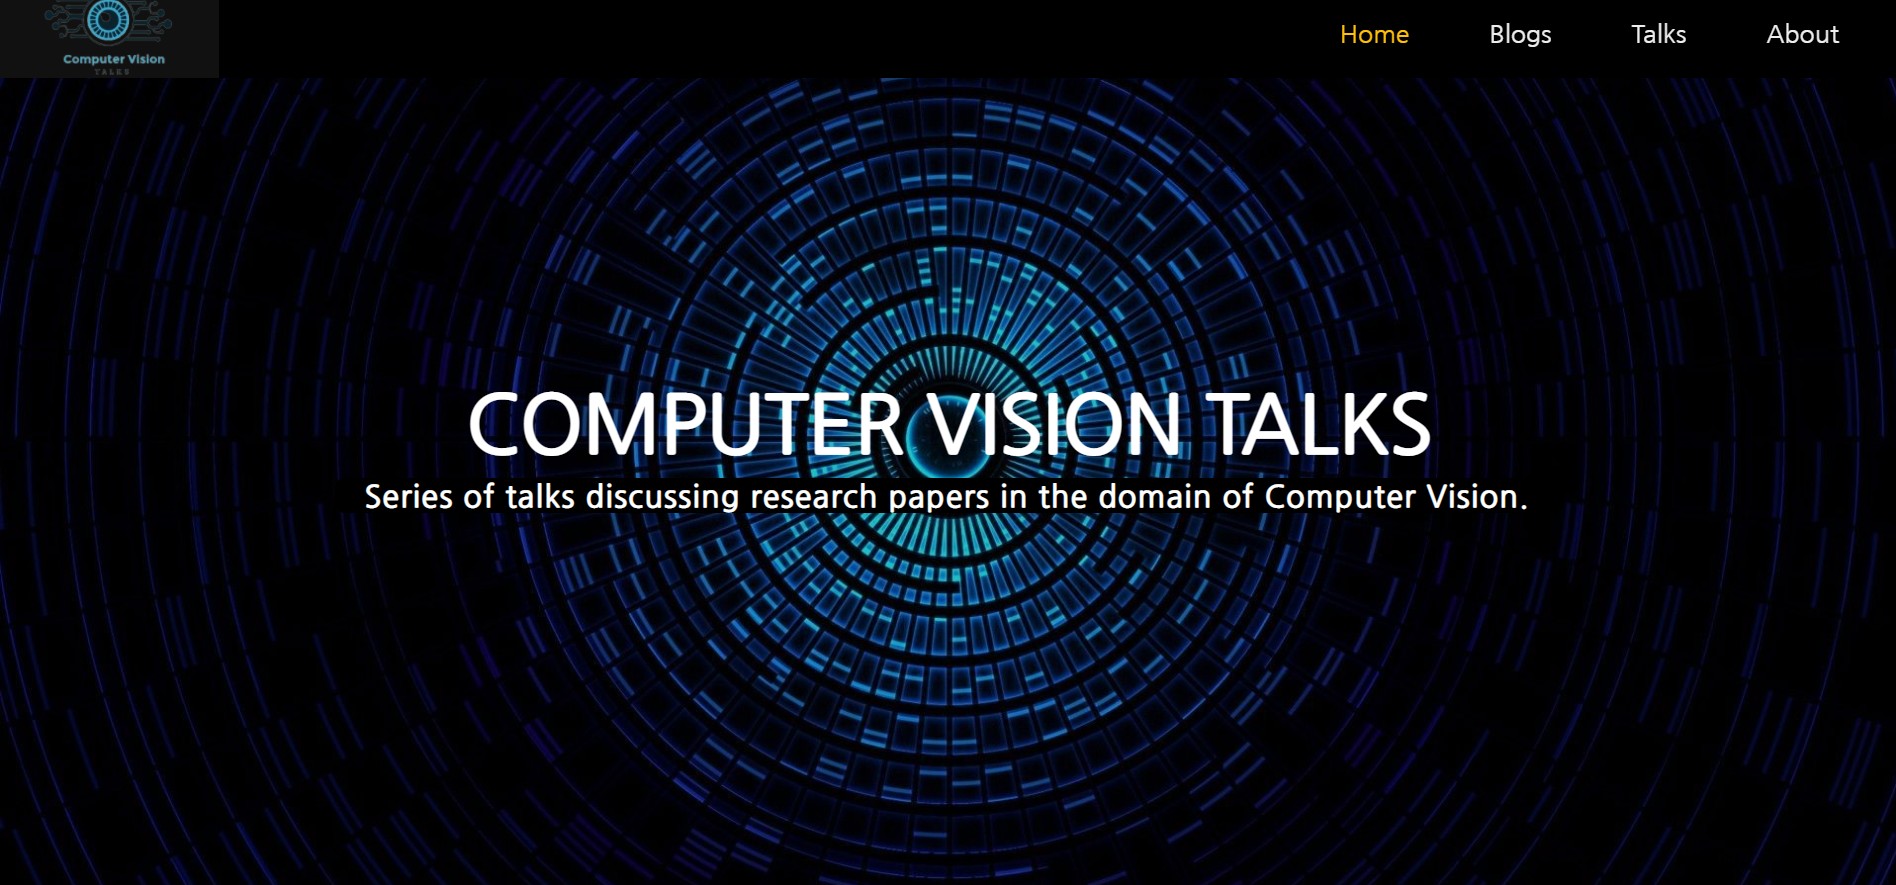 Computer Vision
TALKS
Home
Blogs
Talks
About
COMPUTER VISION TALKS
Series of talks discussing research papers in the domain of Computer Vision.